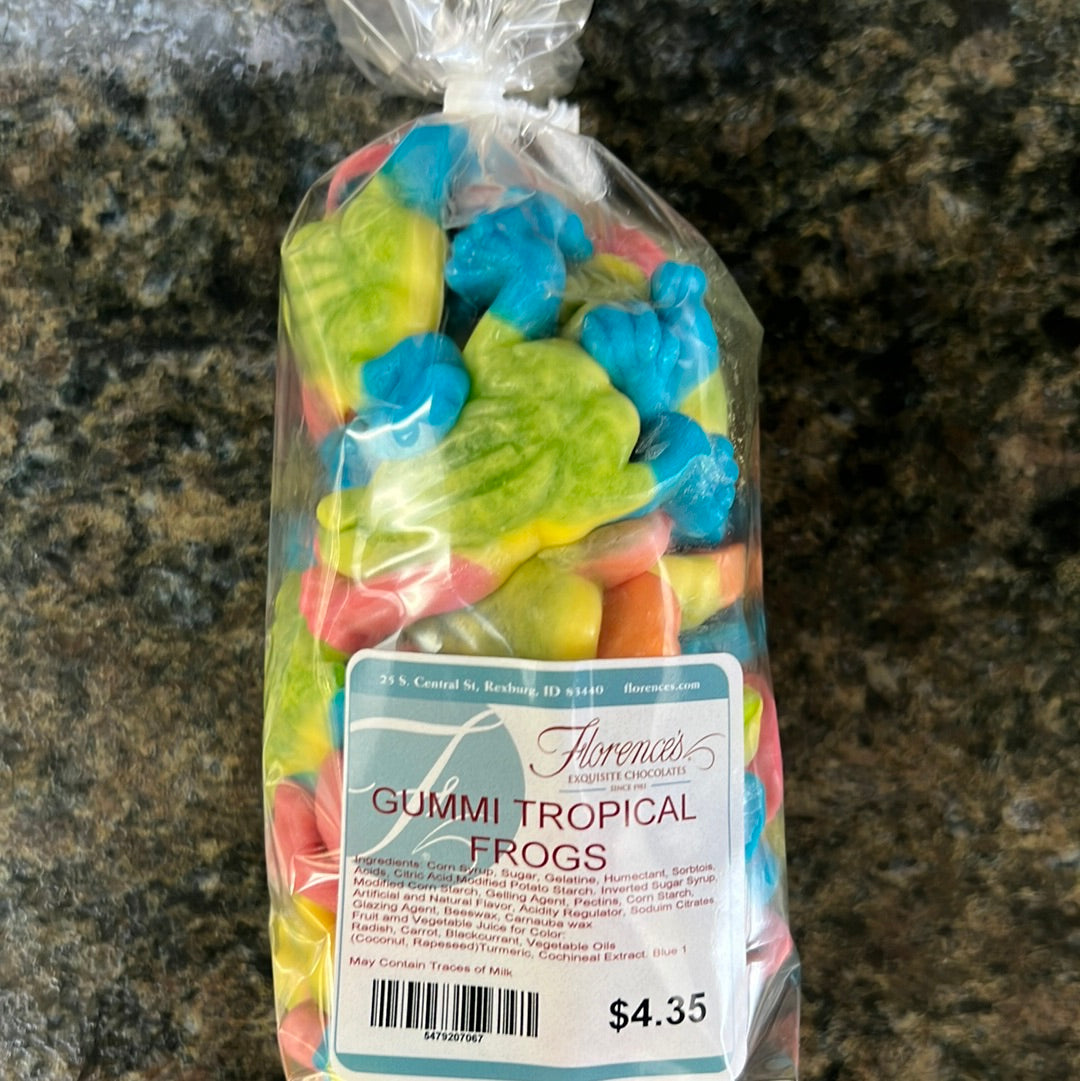 25 S. Central St, Rexburg, ID 83440 florences.com
Florence's
EXQUISITE CHOCOLATES
SINCE 1981
GUMMI TROPICAL
FROGS
Ingredients: Corn Syrup, Sugar, Gelatine, Humectant, Sorbtois,
Acids, Citric Acid,Modified Potato Starch, Inverted Sugar Syrup,
Modified Corn Starch, Gelling Agent, Pectins, Corn Starch,
Artificial and Natural Flavor, Acidity Regulator, Soduim Citrates,
Glazing Agent, Beeswax, Carnauba wax
Fruit amd Vegetable Juice for Color:
Radish, Carrot, Blackcurrant, Vegetable Oils
(Coconut, Rapeseed)Turmeric, Cochineal Extract. Blue 1
May Contain Traces of Milk
5479207067
$4.35